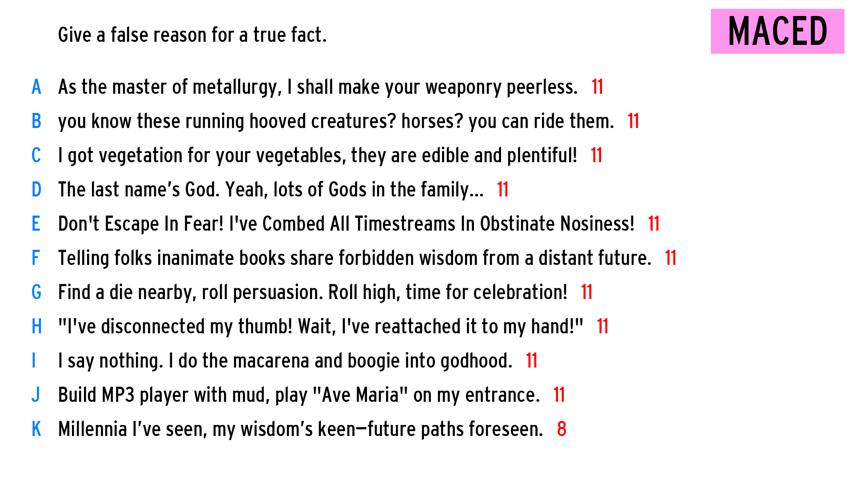 Give a false reason for a true fact.
MACED
A As the master of metallurgy, I shall make your weaponry peerless. 11
B you know these running hooved creatures? horses? you can ride them. 11
C I got vegetation for your vegetables, they are edible and plentiful! 11
D The last name's God. Yeah, lots of Gods in the family... 11
E Don't Escape In Fear! I've Combed All Timestreams In Obstinate Nosiness! 11
F Telling folks inanimate books share forbidden wisdom from a distant future. 11
G Find a die nearby, roll persuasion. Roll high, time for celebration! 11
H "I've disconnected my thumb! Wait, I've reattached it to my hand!" 11
I I say nothing. I do the macarena and boogie into godhood. 11
J Build MP3 player with mud, play "Ave Maria" on my entrance. 11
K Millennia I've seen, my wisdom's keen—future paths foreseen. 8